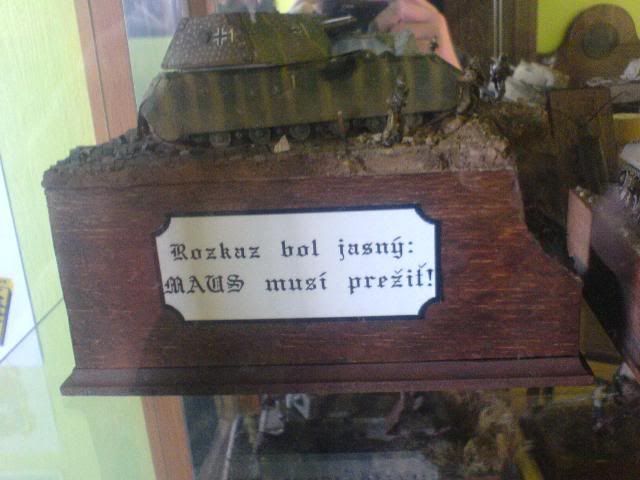 Rozkaz bol jasný:
MAUS musí prežiť!